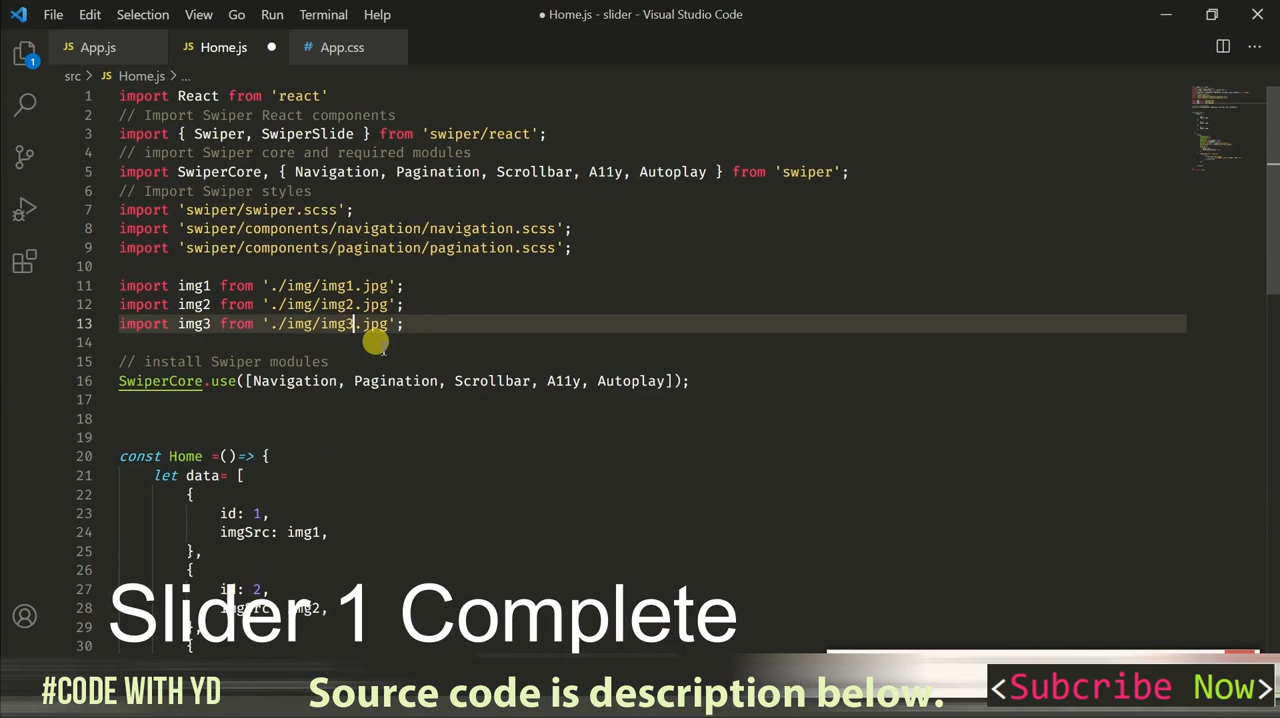 File Edit Selection View Go Run Terminal Help
● Home.js - slider - Visual Studio Code
JS App.js JS Home.js ● # App.css
1
src > JS Home.js > ...
1 import React from 'react'
2 // Import Swiper React components
3 import { Swiper, SwiperSlide } from 'swiper/react';
4 // import Swiper core and required modules
5 import SwiperCore, { Navigation, Pagination, Scrollbar, A11y, Autoplay } from 'swiper';
6 // Import Swiper styles
7 import 'swiper/swiper.scss';
8 import 'swiper/components/navigation/navigation.scss';
9 import 'swiper/components/pagination/pagination.scss';
10
11 import img1 from './img/img1.jpg';
12 import img2 from './img/img2.jpg';
13 import img3 from './img/img3.jpg';
14
15 // install Swiper modules
16 SwiperCore.use([Navigation, Pagination, Scrollbar, A11y, Autoplay]);
17
18
19
20 const Home =()=> {
21 let data= [
22 {
23 id: 1,
24 imgSrc: img1,
25 },
26 {
27 id: 2,
28 imgSrc: img2,
29 },
30 {
Slider 1 Complete
#CODE WITH YD
Source code is description below.
<Subcribe Now>